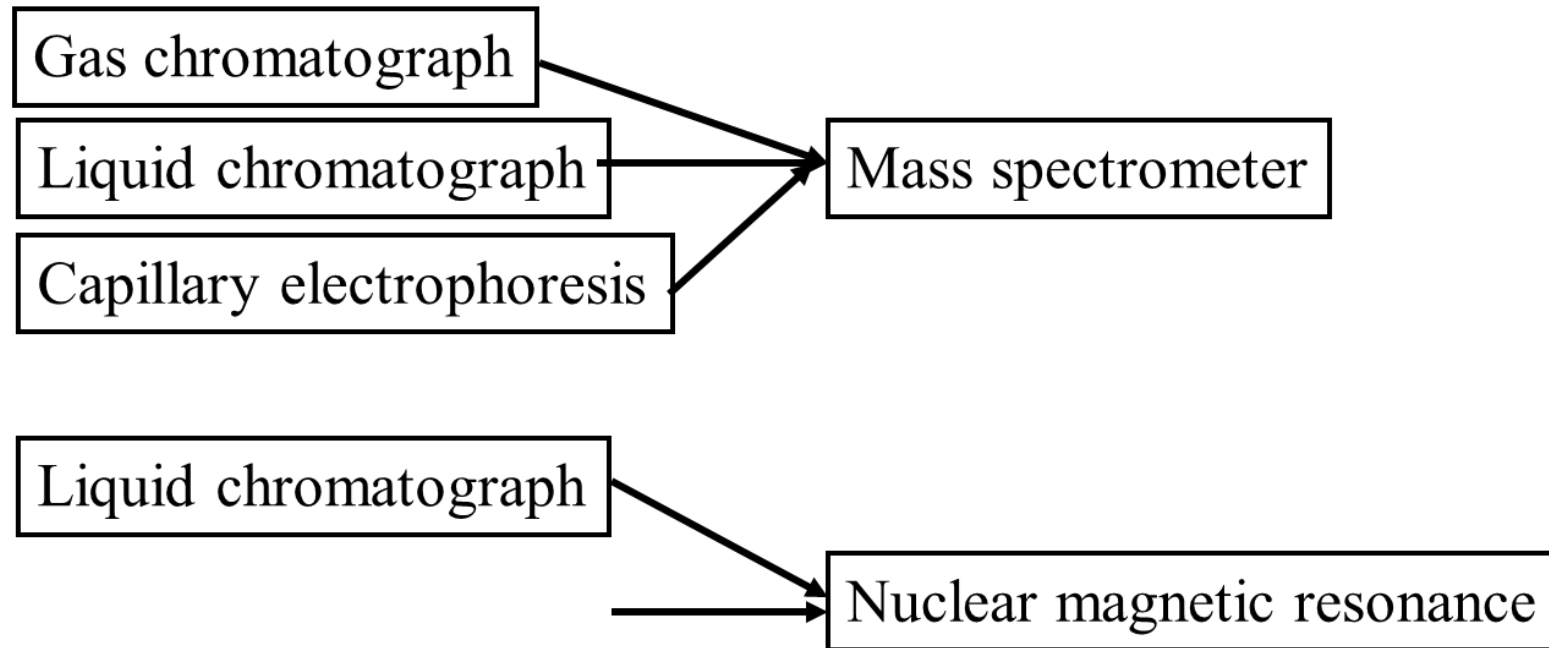 Gas chromatograph
Liquid chromatograph
Mass spectrometer
Capillary electrophoresis
Liquid chromatograph
Nuclear magnetic resonance